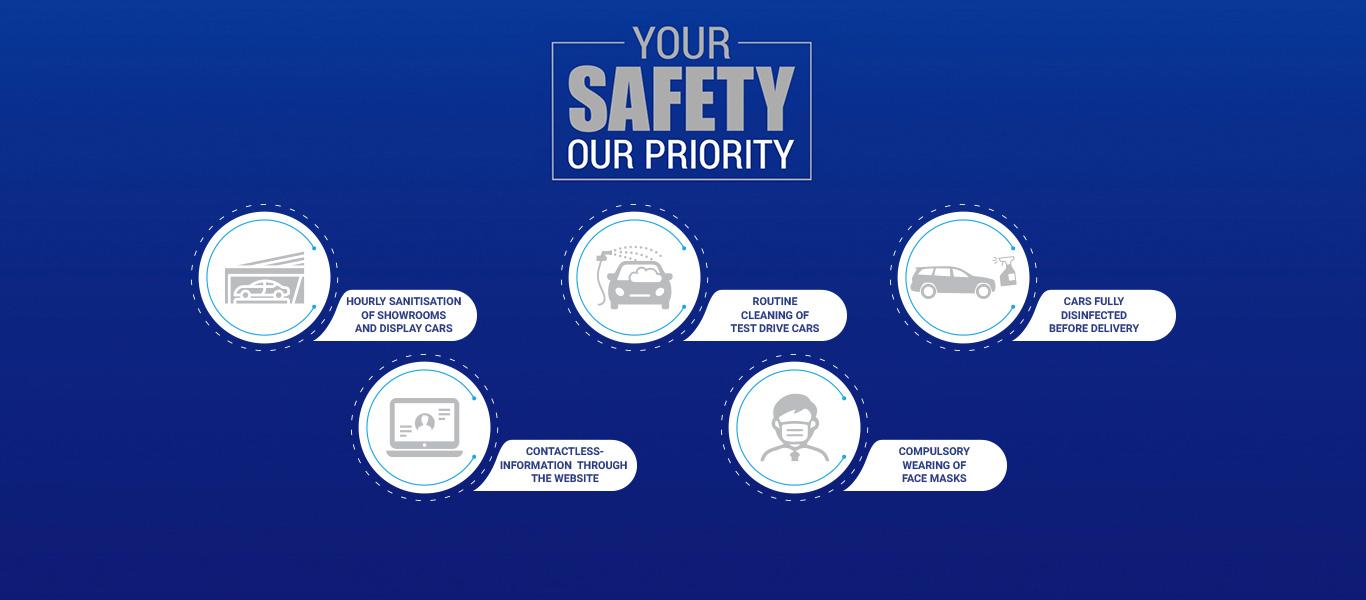 YOUR
SAFETY
OUR PRIORITY
HOURLY SANITISATION
OF SHOWROOMS
AND DISPLAY CARS
ROUTINE
CLEANING OF
TEST DRIVE CARS
CARS FULLY
DISINFECTED
BEFORE DELIVERY
CONTACTLESS-
INFORMATION THROUGH
THE WEBSITE
COMPULSORY
WEARING OF
FACE MASKS